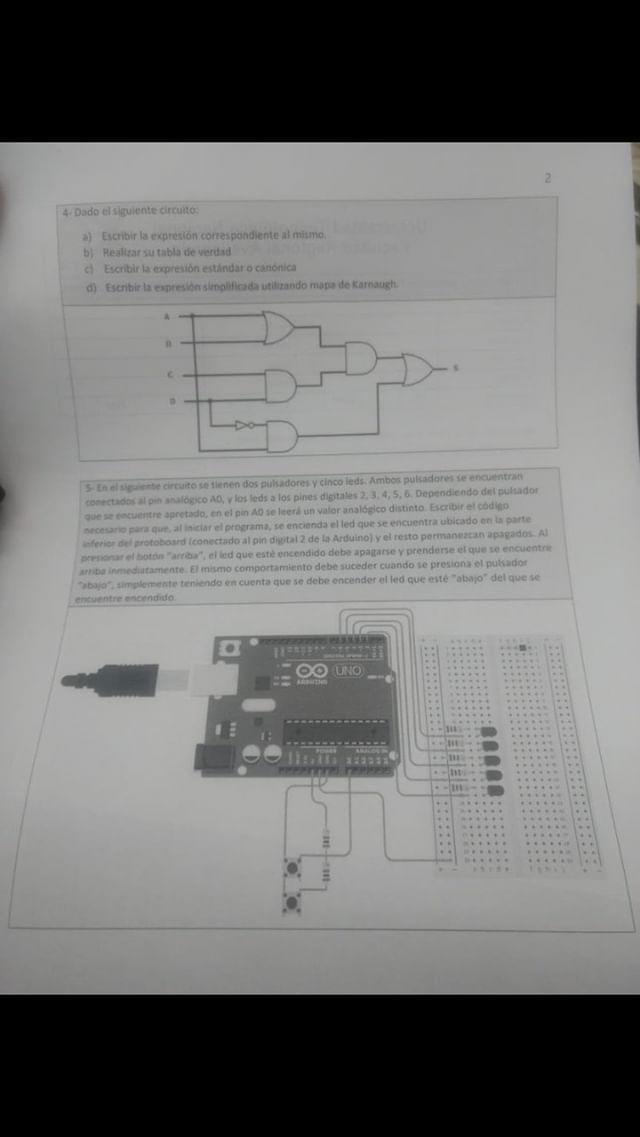 2
4- Dado el siguiente circuito:
a) Escribir la expresión correspondiente al mismo.
b) Realizar su tabla de verdad
c) Escribir la expresión estándar o canónica
d) Escribir la expresión simplificada utilizando mapa de Karnaugh.
A
B
C
D
S
5- En el siguiente circuito se tienen dos pulsadores y cinco leds. Ambos pulsadores se encuentran
conectados al pin analógico A0, y los leds a los pines digitales 2, 3, 4, 5, 6. Dependiendo del pulsador
que se encuentre apretado, en el pin A0 se leerá un valor analógico distinto. Escribir el código
necesario para que, al iniciar el programa, se encienda el led que se encuentra ubicado en la parte
inferior del protoboard (conectado al pin digital 2 de la Arduino) y el resto permanezcan apagados. Al
presionar el botón "arriba", el led que esté encendido debe apagarse y prenderse el que se encuentre
arriba inmediatamente. El mismo comportamiento debe suceder cuando se presiona el pulsador
"abajo", simplemente teniendo en cuenta que se debe encender el led que esté "abajo" del que se
encuentre encendido.
UNO
ARDUINO
POWER
ANALOG IN